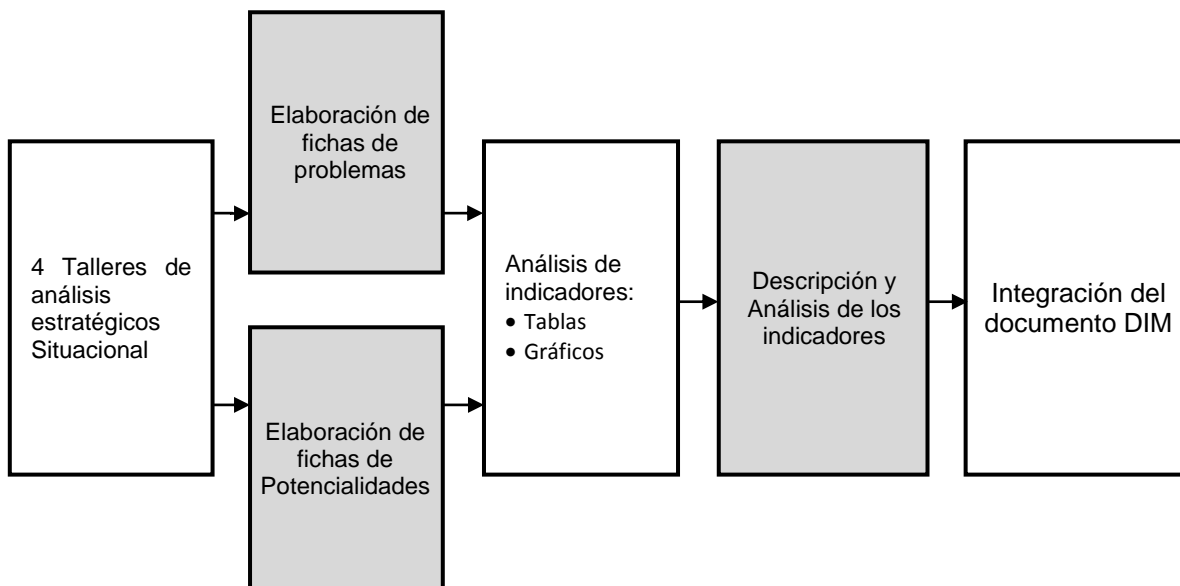 4 Talleres de
análisis
estratégicos
Situacional
Elaboración de
fichas de
problemas
Elaboración de
fichas de
Potencialidades
Análisis de
indicadores:
• Tablas
• Gráficos
Descripción y
Análisis de los
indicadores
Integración del
documento DIM